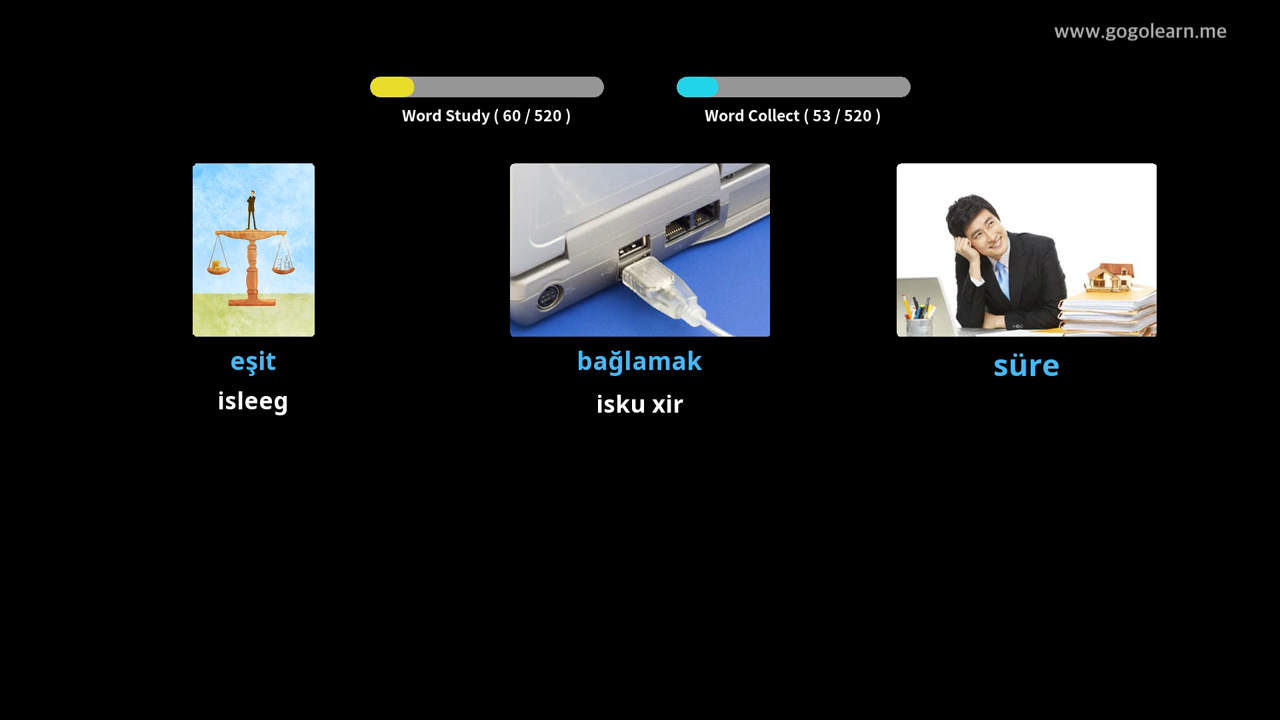 www.gogolearn.me
Word Study ( 60 / 520 )
Word Collect ( 53 / 520 )
eşit
bağlamak
süre
isleeg
isku xir